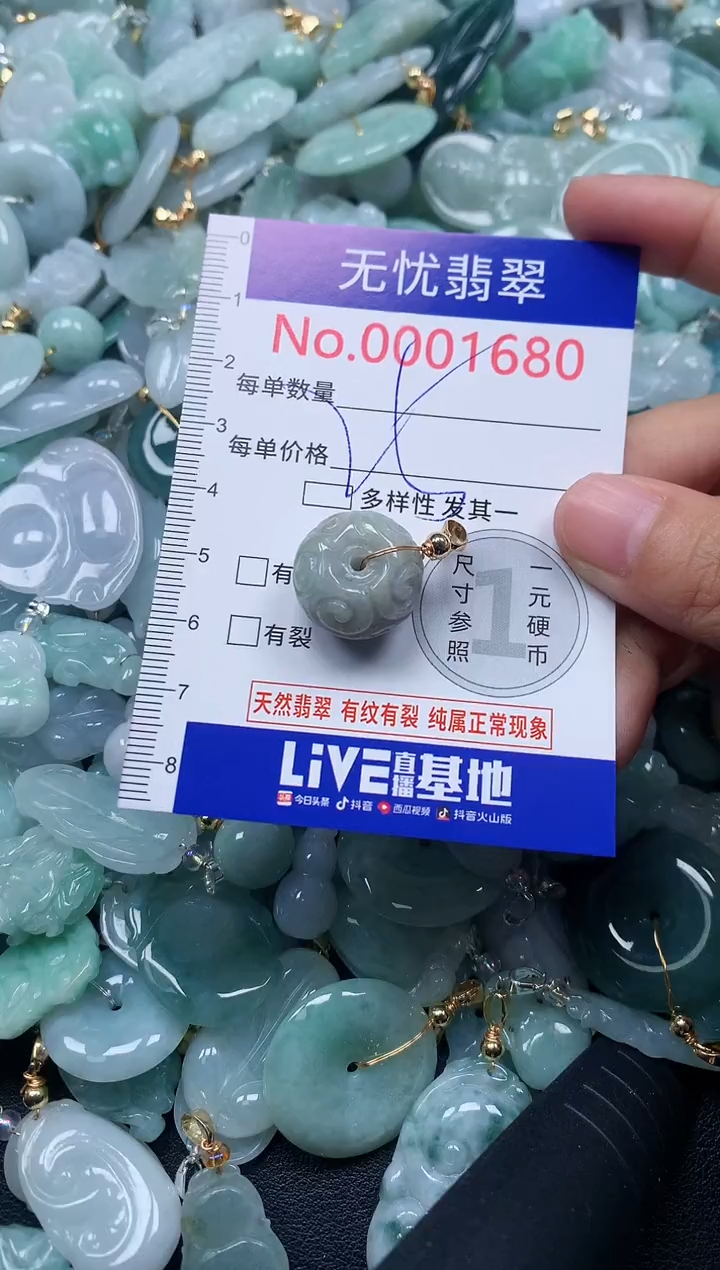 0
无忧翡翠
1
No.0001680
2
每单数量
3
每单价格
4
多样性 发其一
5
有
尺寸参照
1
一元硬币
6
有裂
7
天然翡翠 有纹有裂 纯属正常现象
8
LiVE直播基地
头条 今日头条 抖音 西瓜视频 抖音火山版